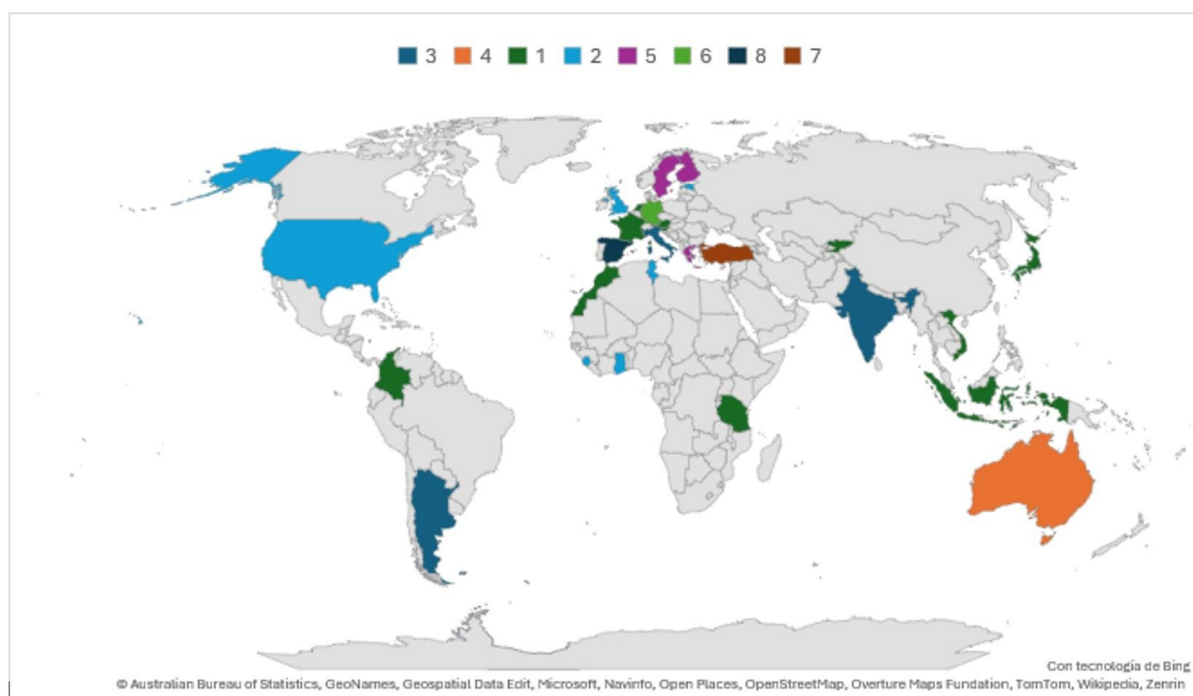 3 4 1 2 5 6 8 7
Con tecnología de Bing
© Australian Bureau of Statistics, GeoNames, Geospatial Data Edit, Microsoft, Navinfo, Open Places, OpenStreetMap, Overture Maps Fundation, TomTom, Wikipedia, Zenrin